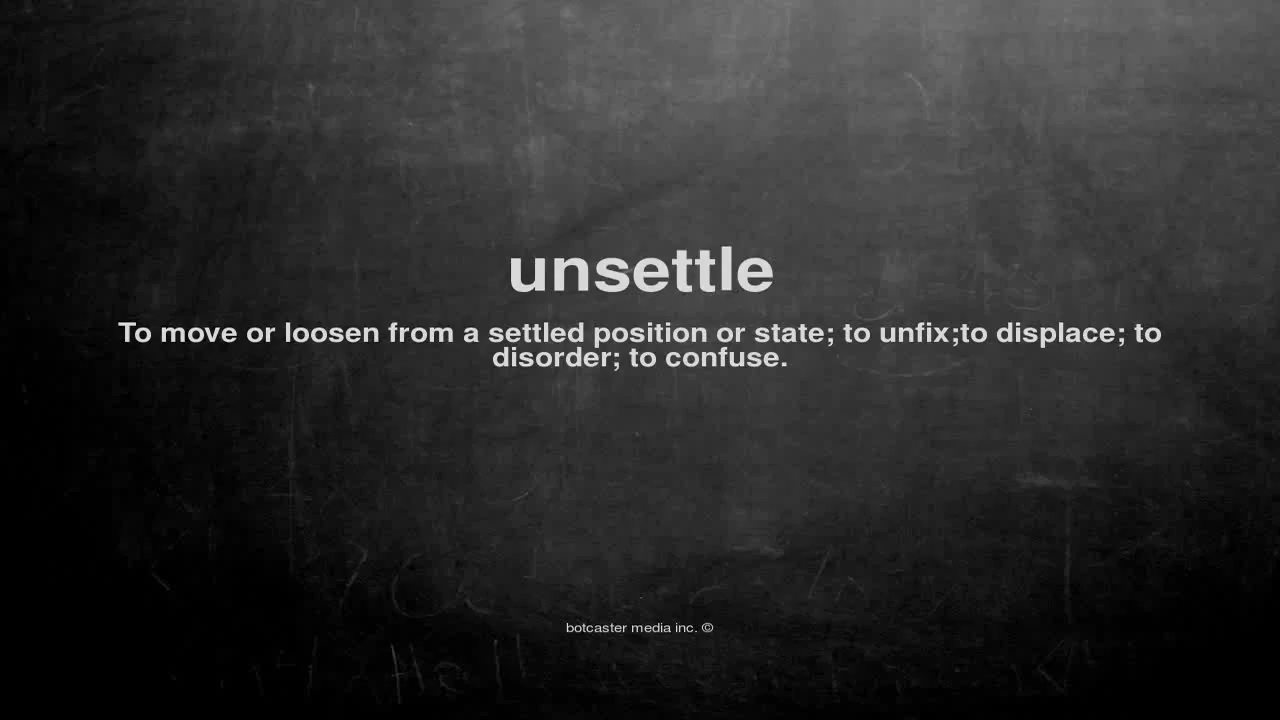 unsettle
To move or loosen from a settled position or state; to unfix;to displace; to
disorder; to confuse.
botcaster media inc. ©